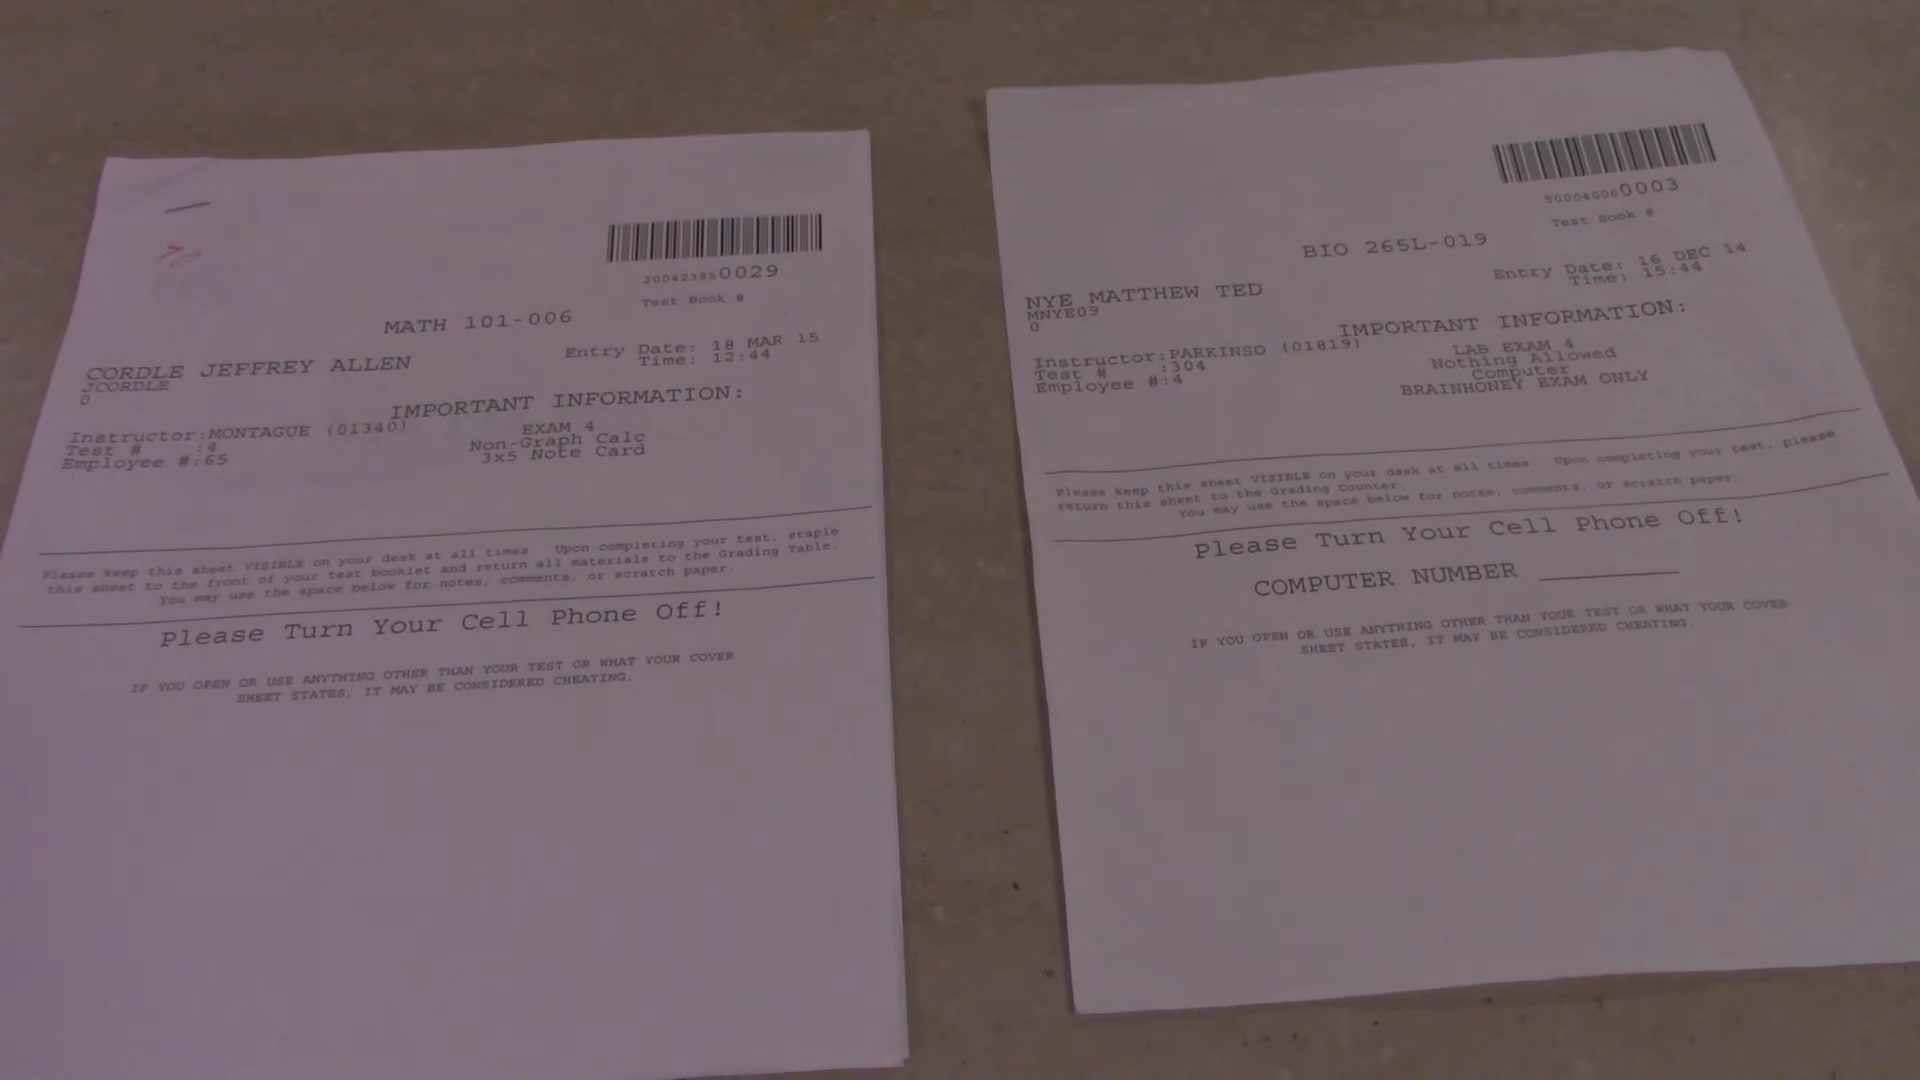 200423850029
Test Book #
MATH 101-006
Entry Date: 18 MAR 15
Time: 12:44
CORDLE JEFFREY ALLEN
JCORDLE
0
IMPORTANT INFORMATION:
Instructor:MONTAGUE (01340)
Test # :4
Employee #:65
EXAM 4
Non-Graph Calc
3x5 Note Card
Please keep this sheet VISIBLE on your desk at all times Upon completing your test, staple
this sheet to the front of your test booklet and return all materials to the Grading Table.
You may use the space below for notes, comments, or scratch paper.
Please Turn Your Cell Phone Off!
IF YOU OPEN OR USE ANYTHING OTHER THAN YOUR TEST OR WHAT YOUR COVER
SHEET STATES, IT MAY BE CONSIDERED CHEATING.
500040060003
Test Book #
BIO 265L-019
Entry Date: 16 DEC 14
Time: 15:44
NYE MATTHEW TED
MNYE09
0
IMPORTANT INFORMATION:
Instructor:PARKINSO (01819)
Test # :304
Employee #:4
LAB EXAM 4
Nothing Allowed
Computer
BRAINHONEY EXAM ONLY
Please keep this sheet VISIBLE on your desk at all times Upon completing your test, please
return this sheet to the Grading Counter.
You may use the space below for notes, comments, or scratch paper.
Please Turn Your Cell Phone Off!
COMPUTER NUMBER
IF YOU OPEN OR USE ANYTHING OTHER THAN YOUR TEST OR WHAT YOUR COVER
SHEET STATES, IT MAY BE CONSIDERED CHEATING.